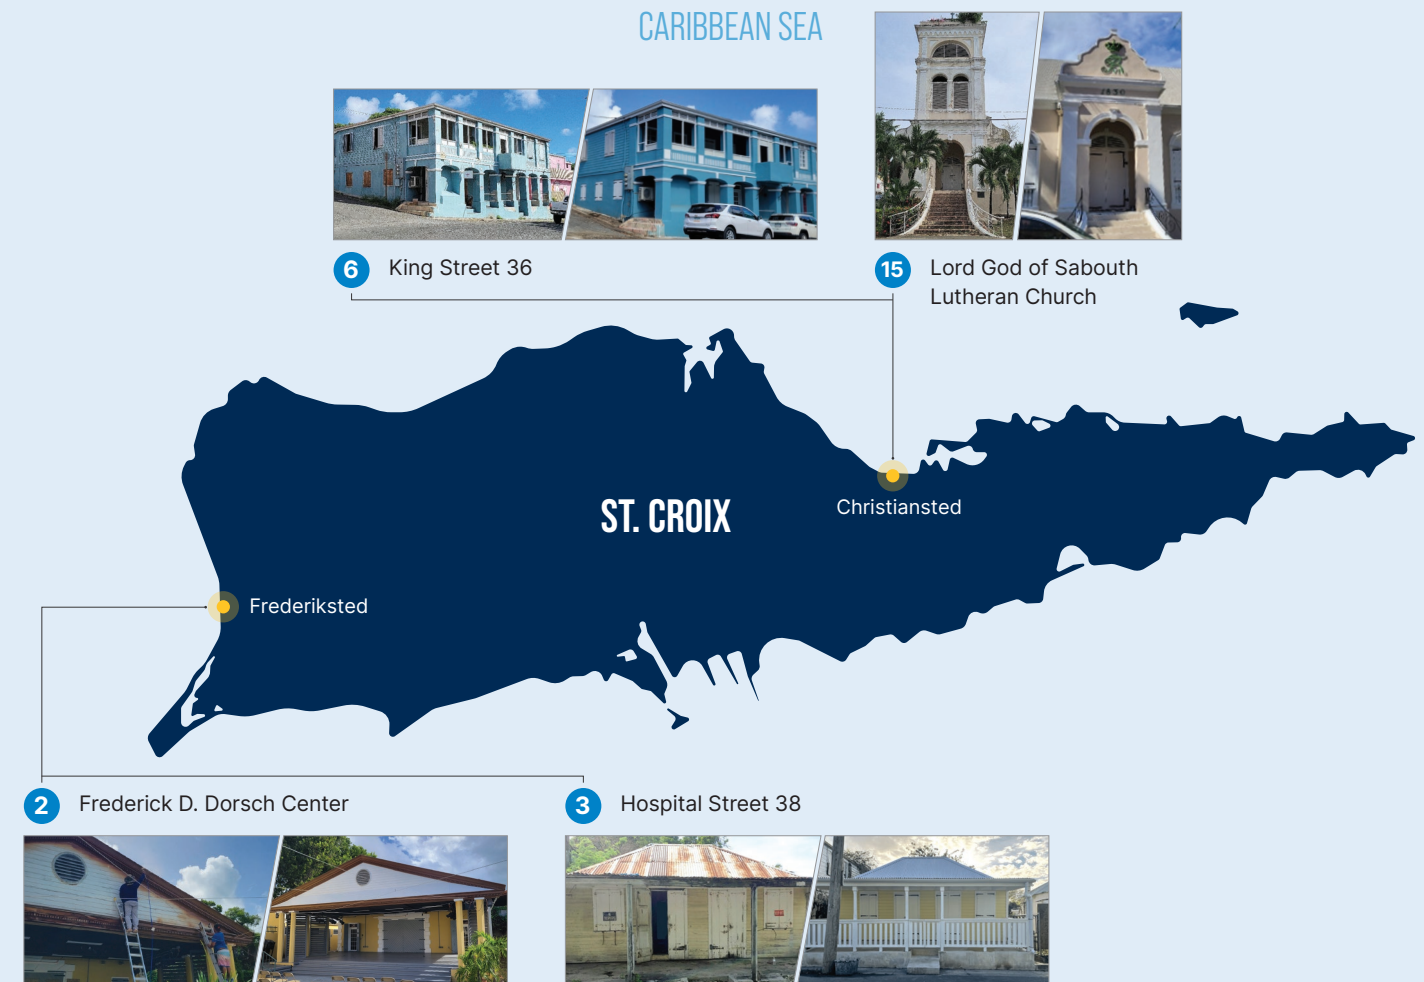 CARIBBEAN SEA
1830
6 King Street 36
15 Lord God of Sabouth
Lutheran Church
ST. CROIX
Christiansted
Frederiksted
2 Frederick D. Dorsch Center
3 Hospital Street 38